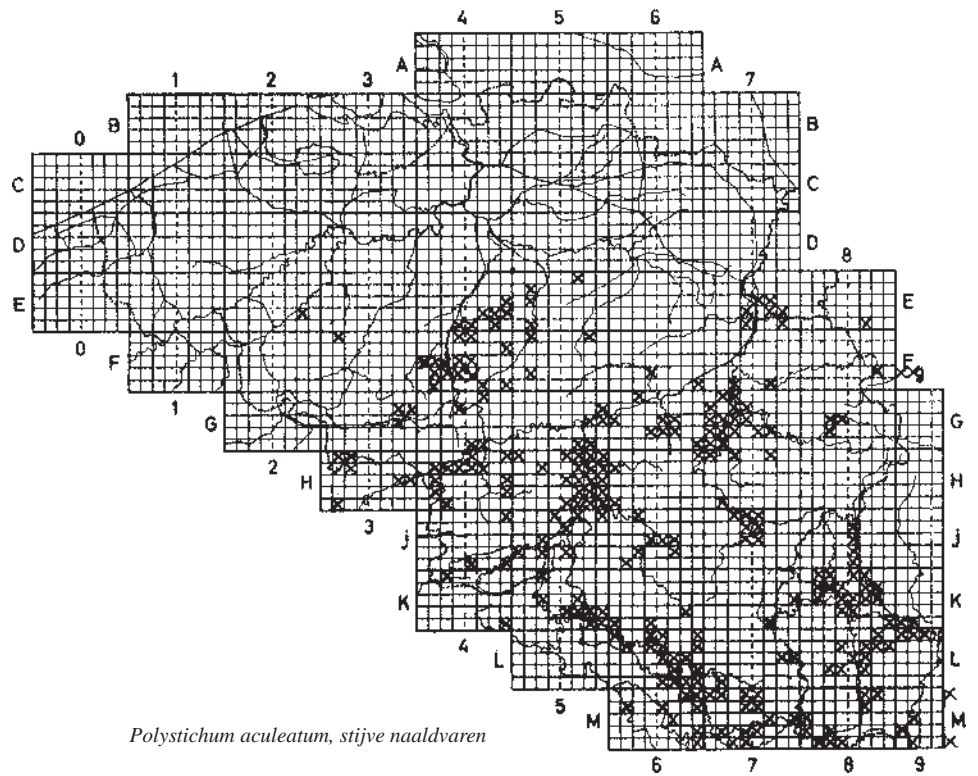 4 5 6
A A
1 2 3 7
B B
0
C C
D D
8
E E
0
F F
9
1
G G
2
H H
3
J J
K K
4
L L
5
M M
6 7 8 9
Polystichum aculeatum, stijve naaldvaren